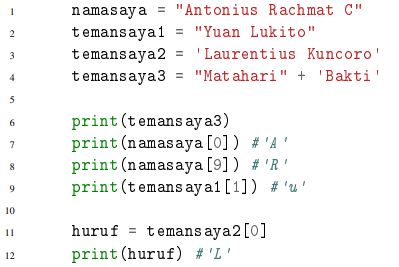 1 namasaya = "Antonius Rachmat C"
2 temansaya1 = "Yuan Lukito"
3 temansaya2 = 'Laurentius Kuncoro'
4 temansaya3 = "Matahari" + 'Bakti'
5
6 print(temansaya3)
7 print(namasaya[0]) #'A'
8 print(namasaya[9]) #'R'
9 print(temansaya1[1]) #'u'
10
11 huruf = temansaya2[0]
12 print(huruf) #'L'